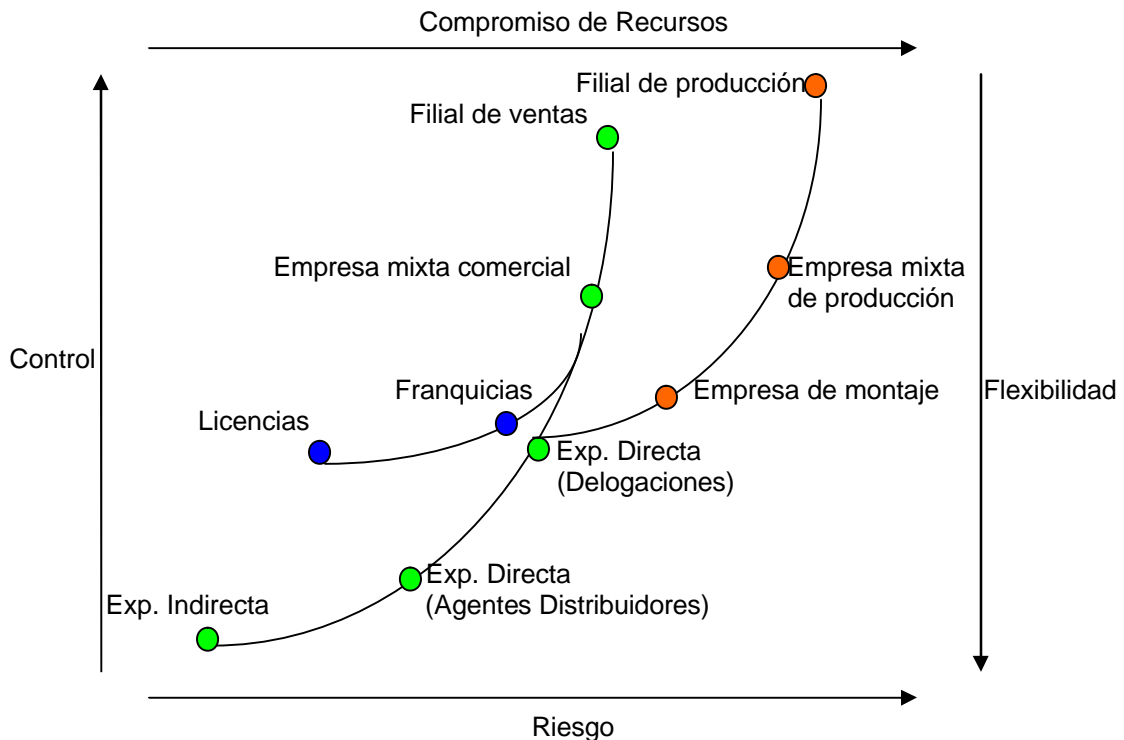 Compromiso de Recursos
Filial de producción
Filial de ventas
Empresa mixta comercial
Empresa mixta
de producción
Control
Franquicias
Empresa de montaje
Flexibilidad
Licencias
Exp. Directa
(Delogaciones)
Exp. Directa
(Agentes Distribuidores)
Exp. Indirecta
Riesgo